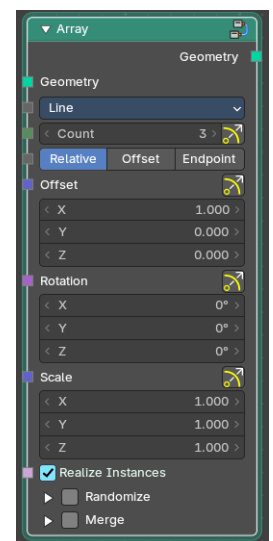 Array
Geometry
Geometry
Line
Count 3
Relative Offset Endpoint
Offset
X 1.000
Y 0.000
Z 0.000
Rotation
X 0°
Y 0°
Z 0°
Scale
X 1.000
Y 1.000
Z 1.000
Realize Instances
Randomize
Merge